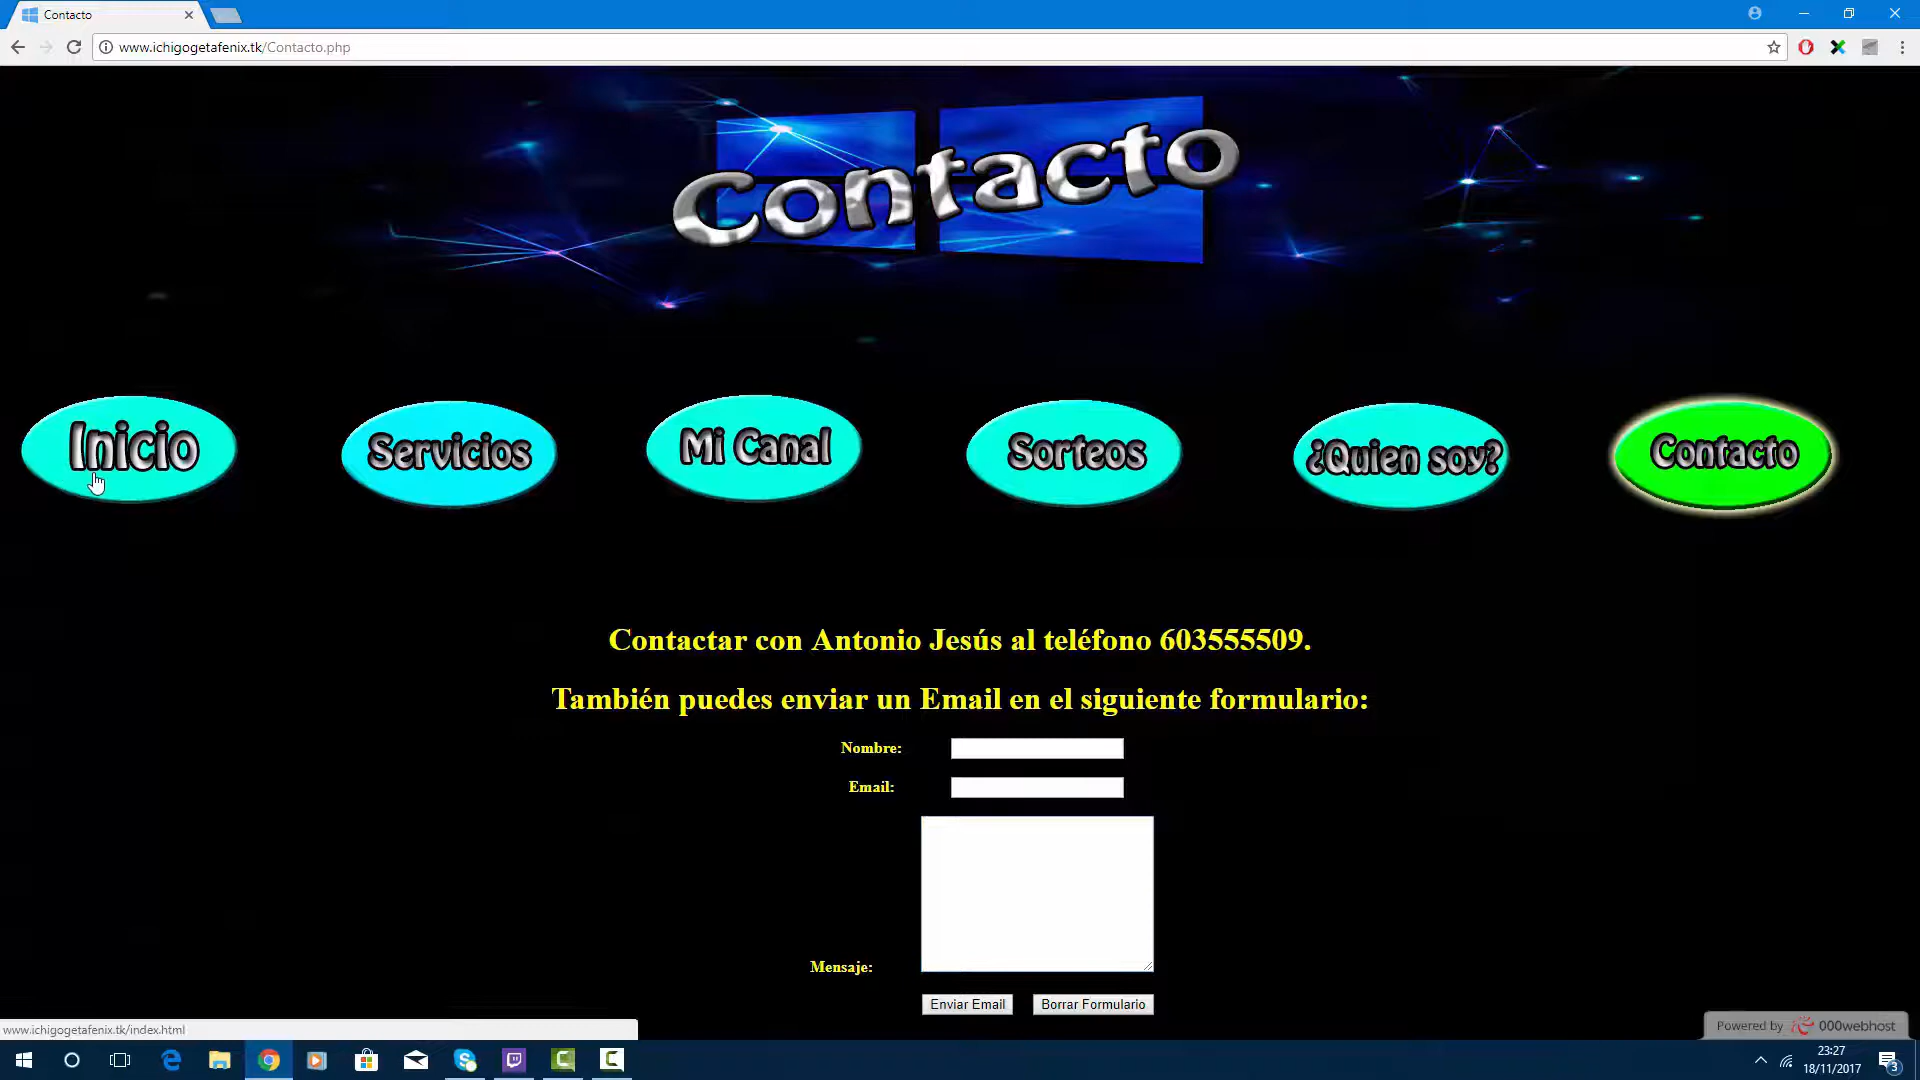 Contacto
www.ichigogetafenix.tk/Contacto.php
Contacto
Inicio
Servicios
Mi Canal
Sorteos
¿Quien soy?
Contacto
Contactar con Antonio Jesús al teléfono 603555509.
También puedes enviar un Email en el siguiente formulario:
Nombre:
Email:
Mensaje:
Enviar Email
Borrar Formulario
www.ichigogetafenix.tk/index.html
Powered by 000webhost
23:27
18/11/2017
3